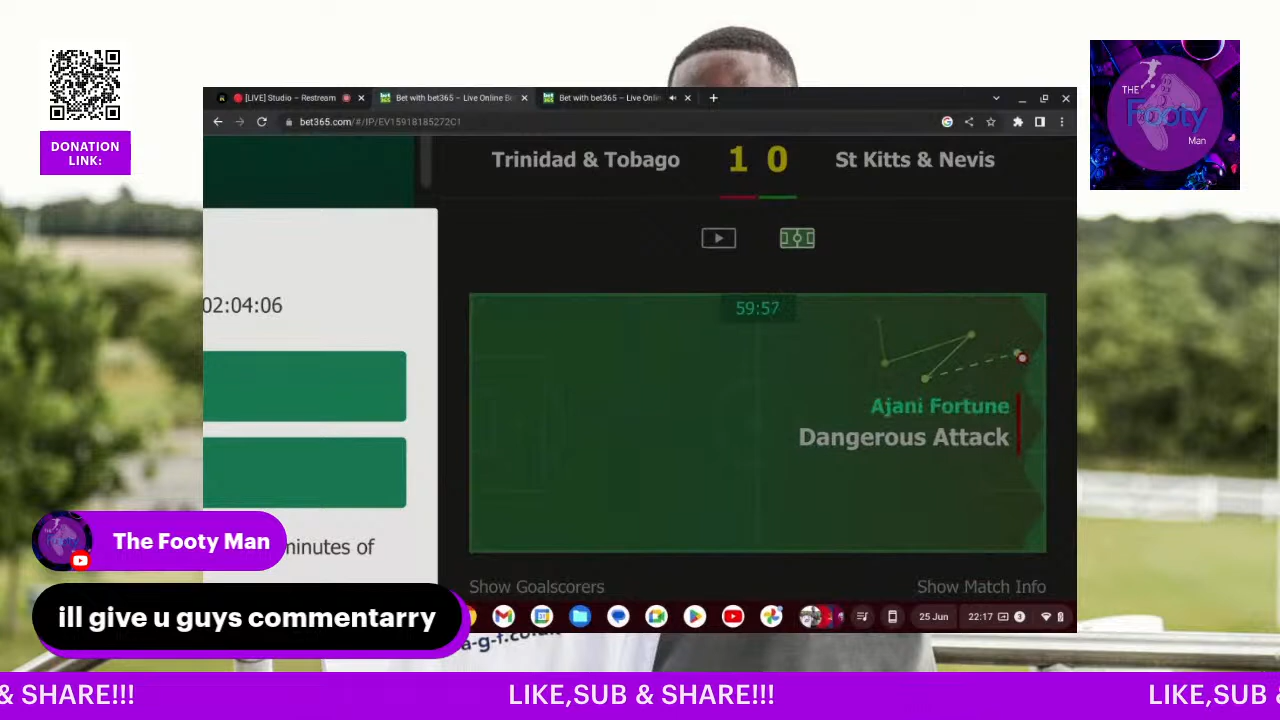 DONATION
LINK:
[LIVE] Studio – Restream
Bet with bet365 – Live Online B
Bet with bet365 – Live Onlin
bet365.com/#/IP/EV15918185272C1
THE
Footy
Man
Trinidad & Tobago
1 0
St Kitts & Nevis
02:04:06
59:57
Ajani Fortune
Dangerous Attack
The Footy Man
minutes of
Show Goalscorers
Show Match Info
ill give u guys commentarry
25 Jun
22:17
& SHARE!!!
LIKE,SUB & SHARE!!!
LIKE,SUB &